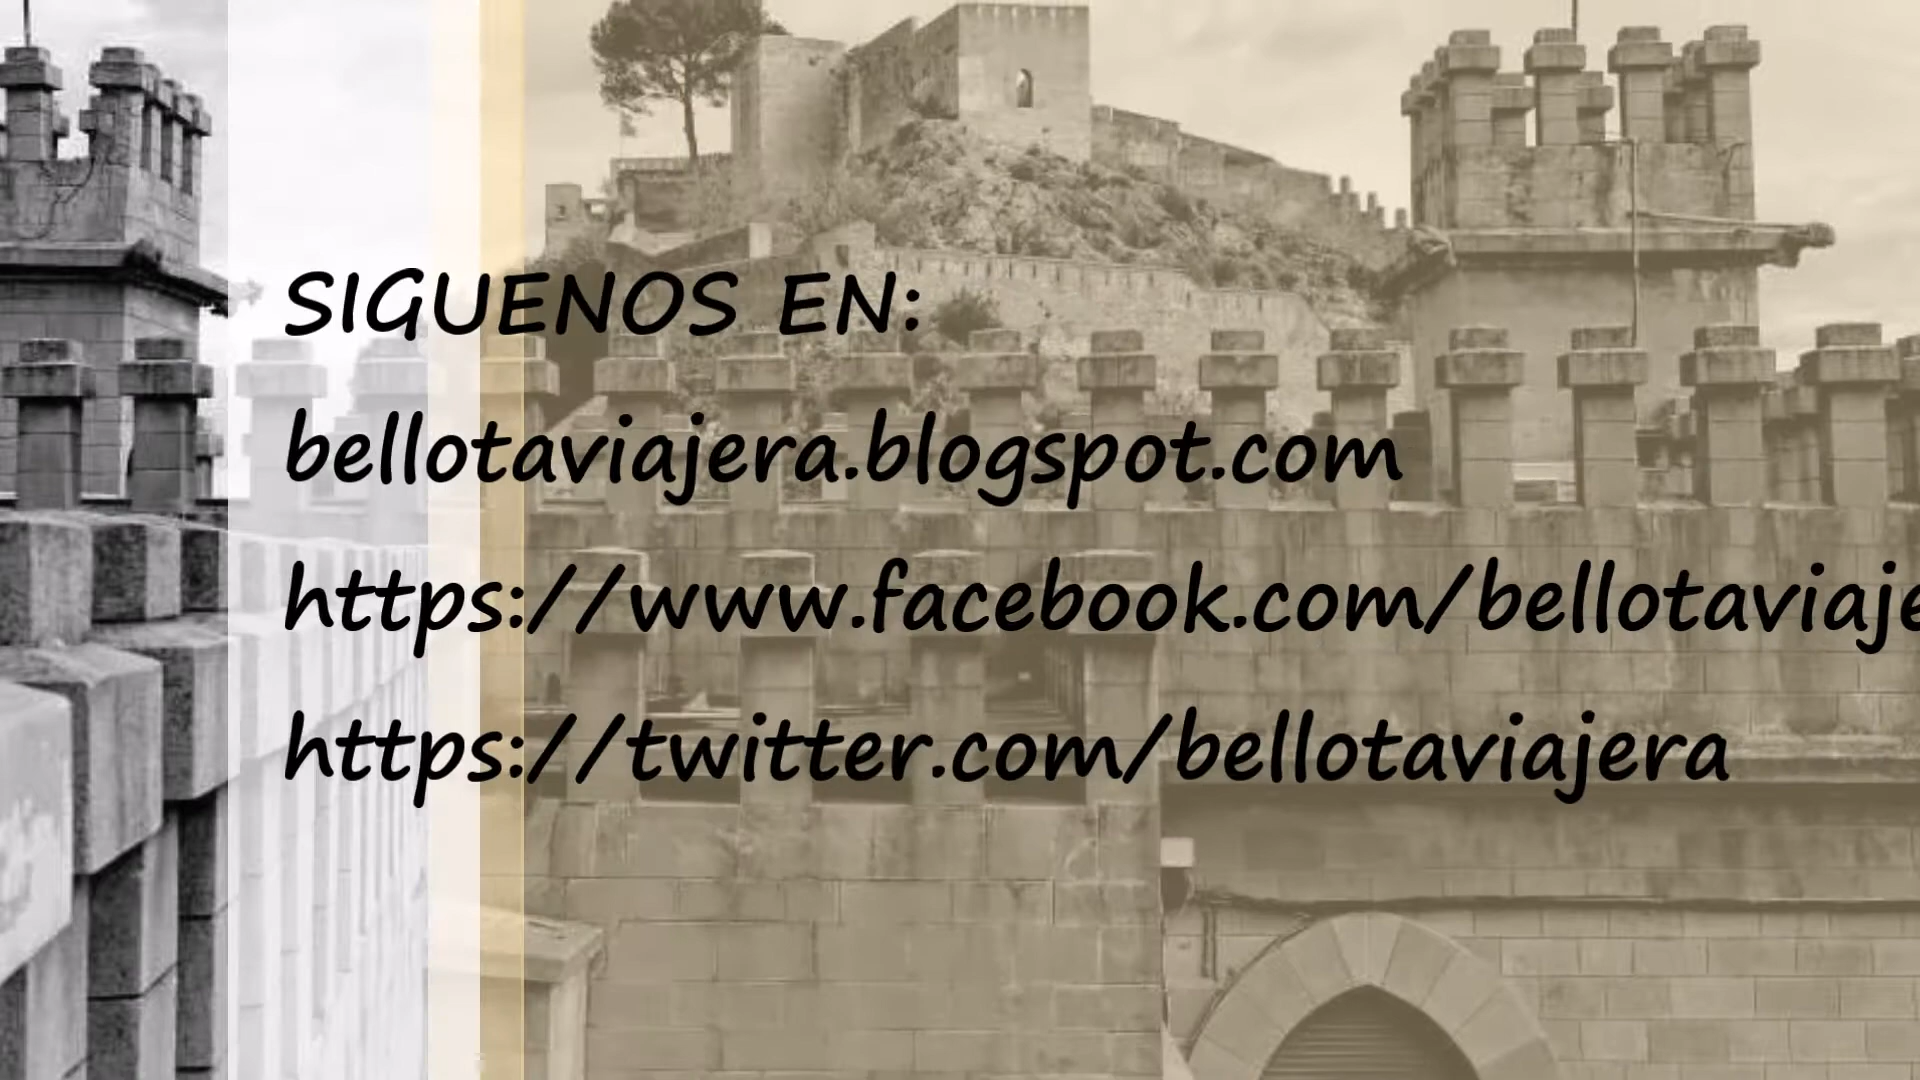 SIGUENOS EN:
bellotaviajera.blogspot.com
https://www.facebook.com/bellotaviaje
https://twitter.com/bellotaviajera